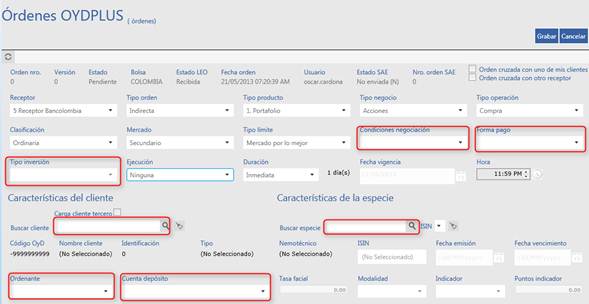 Órdenes OYDPLUS ( órdenes)
Grabar Cancelar
Orden nro. Versión Estado Bolsa Estado LEO Fecha orden Usuario Estado SAE Nro. orden SAE Orden cruzada con uno de mis clientes
0 0 Pendiente COLOMBIA Recibida 21/05/2013 07:20:39 AM oscar.cardona No enviada (N) 0 Orden cruzada con otro receptor
Receptor Tipo orden Tipo producto Tipo negocio Tipo operación
5 Receptor Bancolombia Indirecta 1. Portafolio Acciones Compra
Clasificación Mercado Tipo límite Condiciones negociación Forma pago
Ordinaria Secundario Mercado por lo mejor
Tipo inversión Ejecución Duración Fecha vigencia Hora
Ninguna Inmediata 1 día(s) 11:59 PM
Características del cliente Características de la especie
Carga cliente tercero
Buscar cliente Buscar especie ISIN
Código OyD Nombre cliente Identificación Tipo Nemotécnico ISIN Fecha emisión Fecha vencimiento
-9999999999 (No Seleccionado) 0 (No Seleccionado) (No Seleccionado) (No Seleccionado)
Ordenante Cuenta depósito Tasa facial Modalidad Indicador Puntos indicador
0.00 0.00